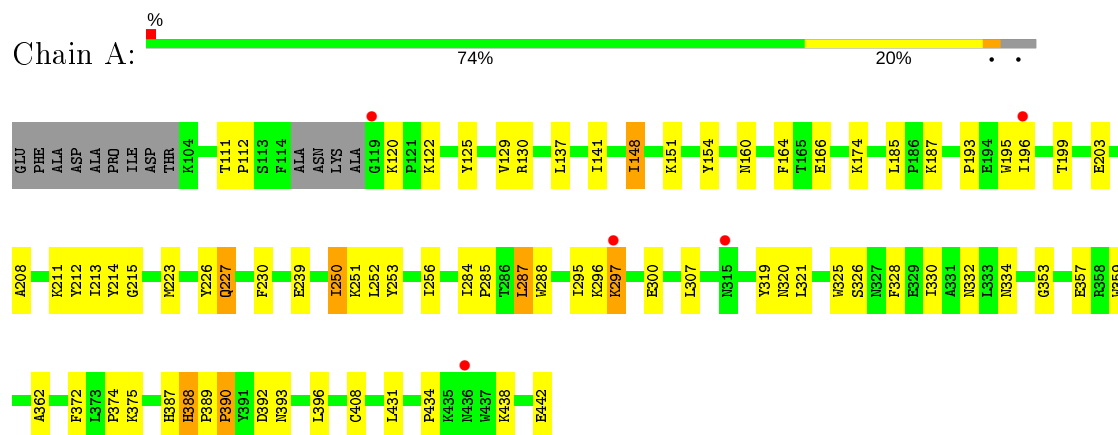 %
Chain A:
74% 20% • •
GLU PHE ALA ASP ALA PRO ILE ASP THR K104 T111 P112 S113 F114 ALA ASN LYS ALA G119 K120 P121 K122 Y125 V129 R130 L137 I141 I148 K151 Y154 N160 F164 T165 E166 K174 L185 P186 K187 P193 E194 W195 I196 T199 E203
A208 K211 Y212 I213 Y214 G215 M223 Y226 Q227 F230 E239 I250 K251 L252 Y253 I256 I284 P285 T286 L287 W288 I295 K296 K297 E300 L307 N315 Y319 N320 L321 W325 S326 N327 F328 E329 I330 A331 N332 L333 N334 G353 E357 R358 W359
A362 F372 L373 P374 K375 H387 H388 P389 P390 Y391 D392 N393 L396 C408 L431 P434 K435 N436 W437 K438 E442